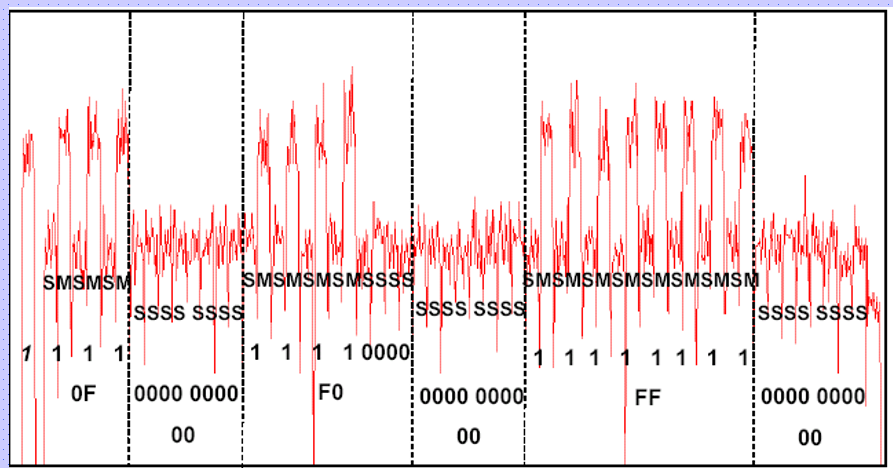 SMSMSM
SSSS SSSS
SMSMSMSMSSSS
SSSS SSSS
SMSMSMSMSMSMSMSM
SSSS SSSS
1 1 1 1
1 1 1 1 0000
1 1 1 1 1 1 1 1
0F
0000 0000
F0
0000 0000
FF
0000 0000
00
00
00